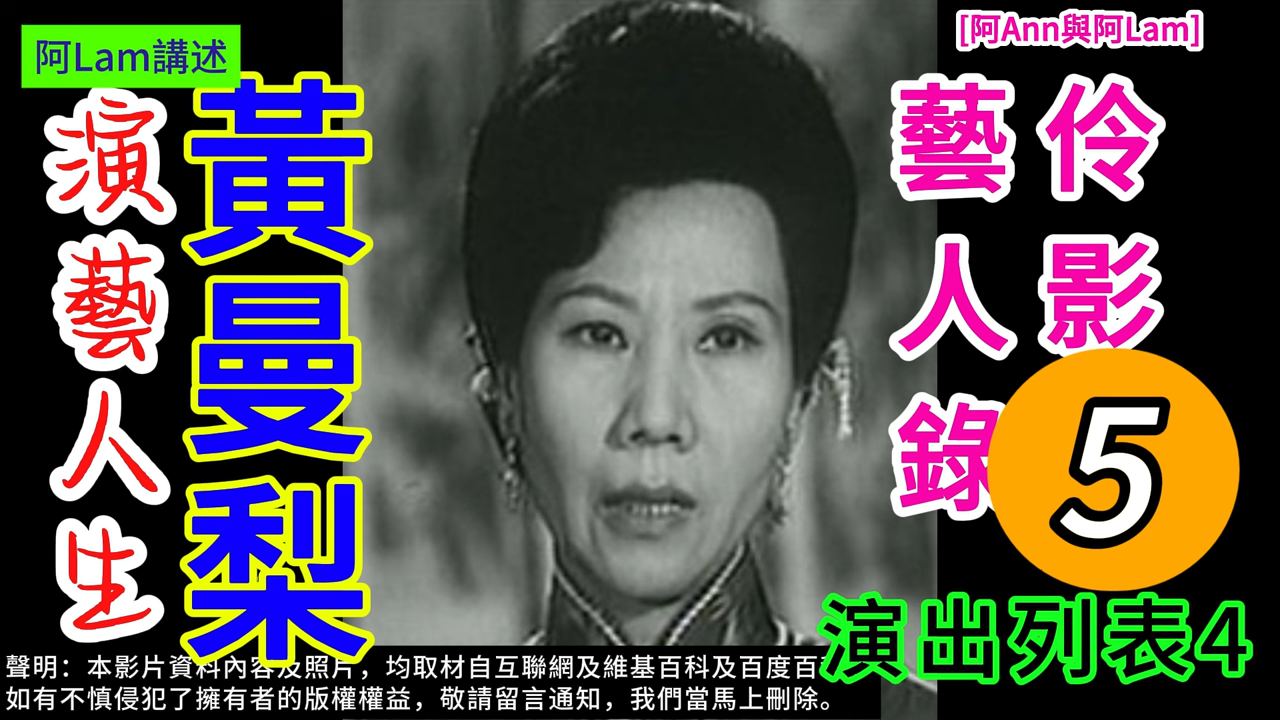 阿Lam講述
[阿Ann與阿Lam]
演藝人生
黃曼梨
伶影
藝人錄
5
演出列表4
聲明：本影片資料內容及照片，均取材自互聯網及維基百科及百度百
如有不慎侵犯了擁有者的版權權益，敬請留言通知，我們當馬上刪除。